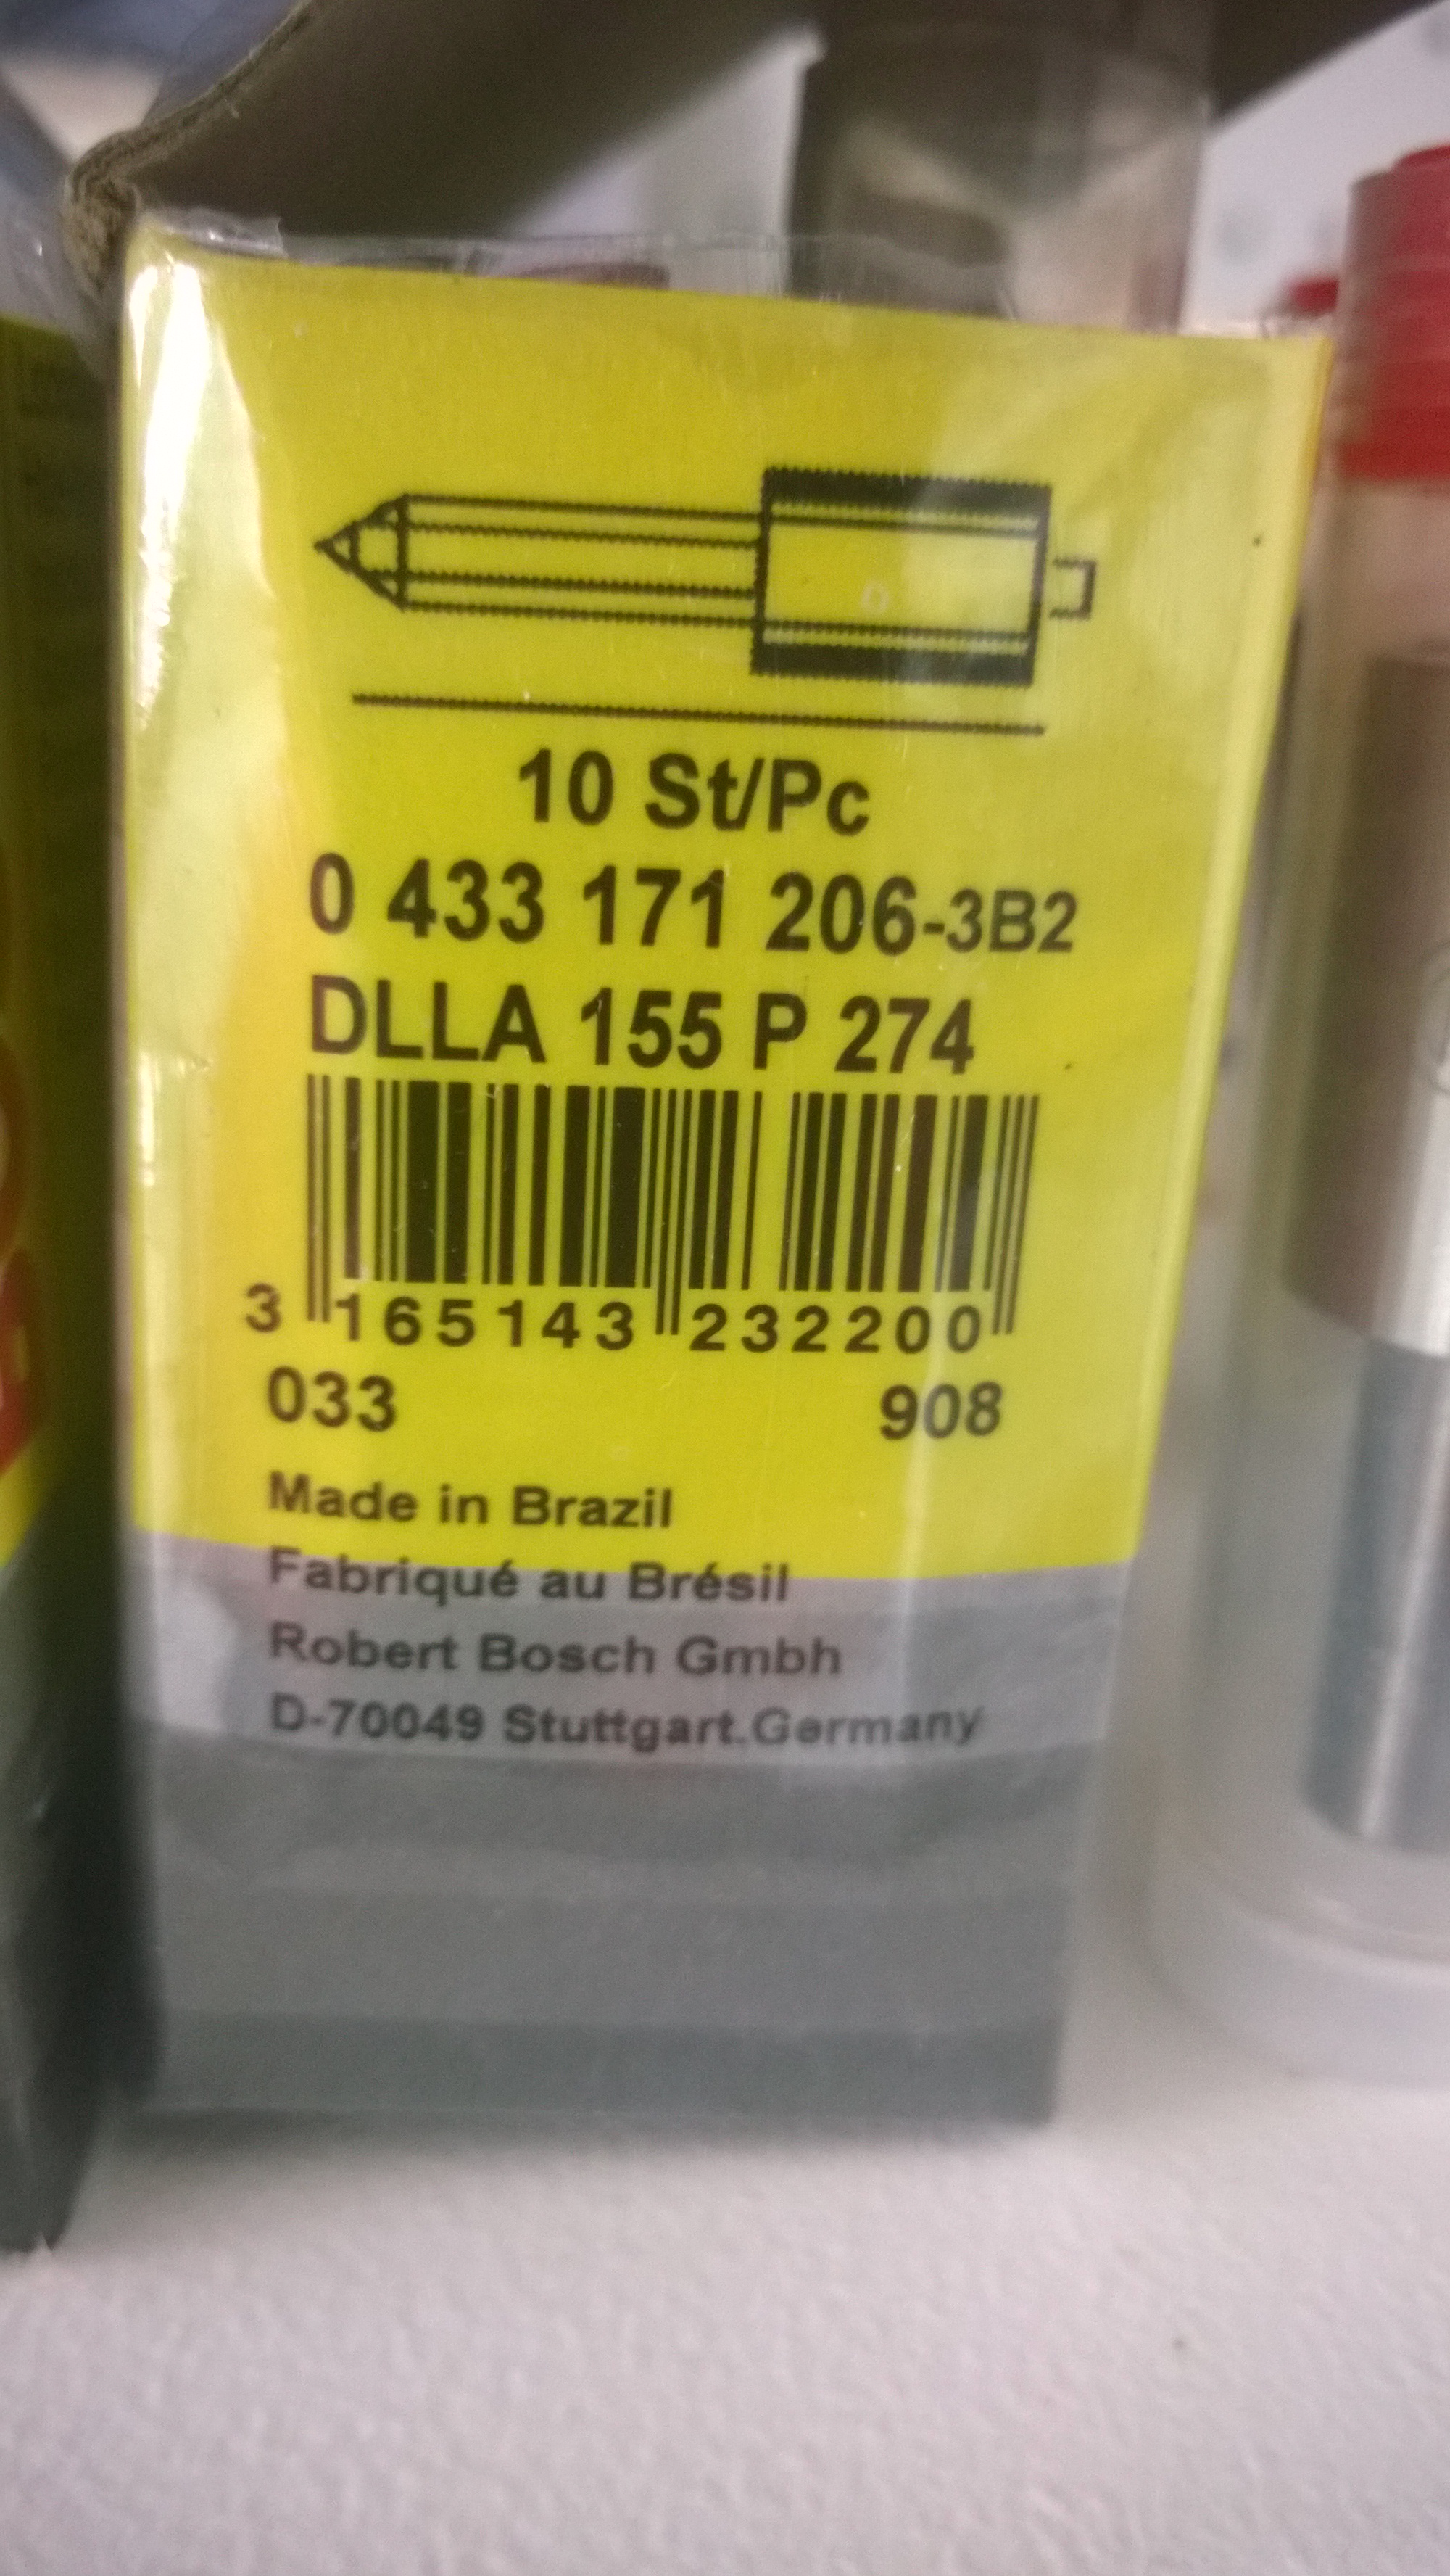 10 St/Pc
0 433 171 206-3B2
DLLA 155 P 274
3 165143 232200
033 908
Made in Brazil
Fabriqué au Brésil
Robert Bosch Gmbh
D-70049 Stuttgart.Germany